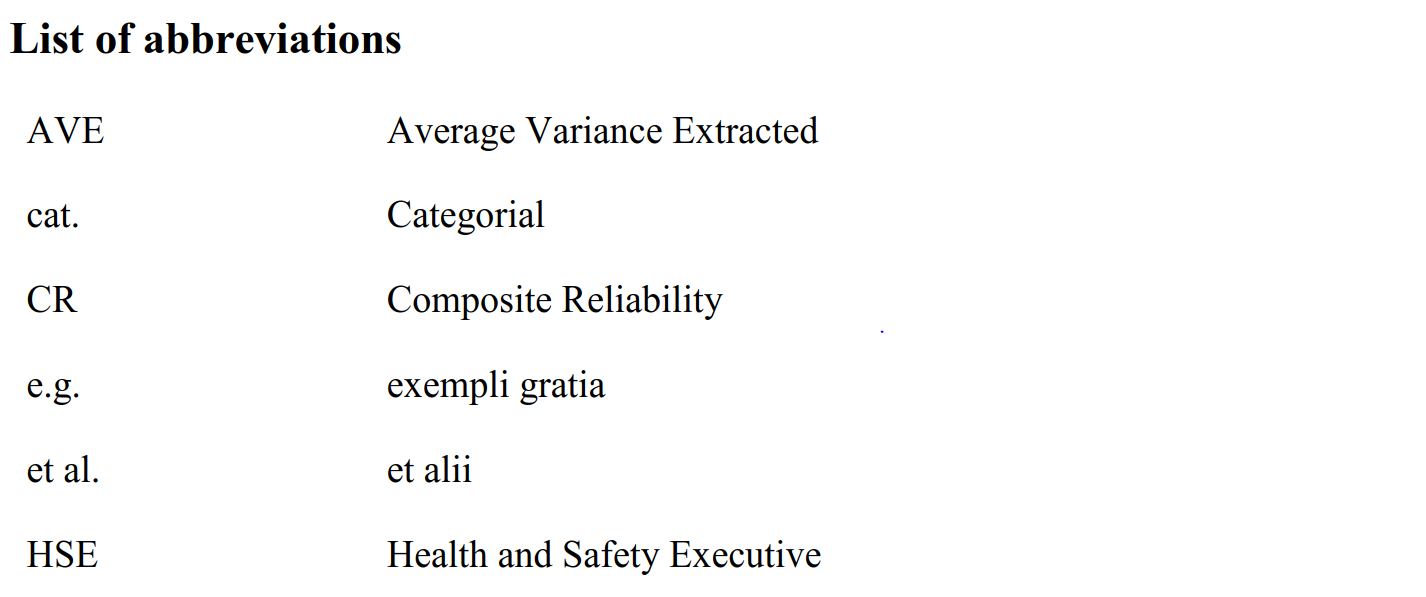 List of abbreviations
AVE Average Variance Extracted
cat. Categorial
CR Composite Reliability
e.g. exempli gratia
et al. et alii
HSE Health and Safety Executive